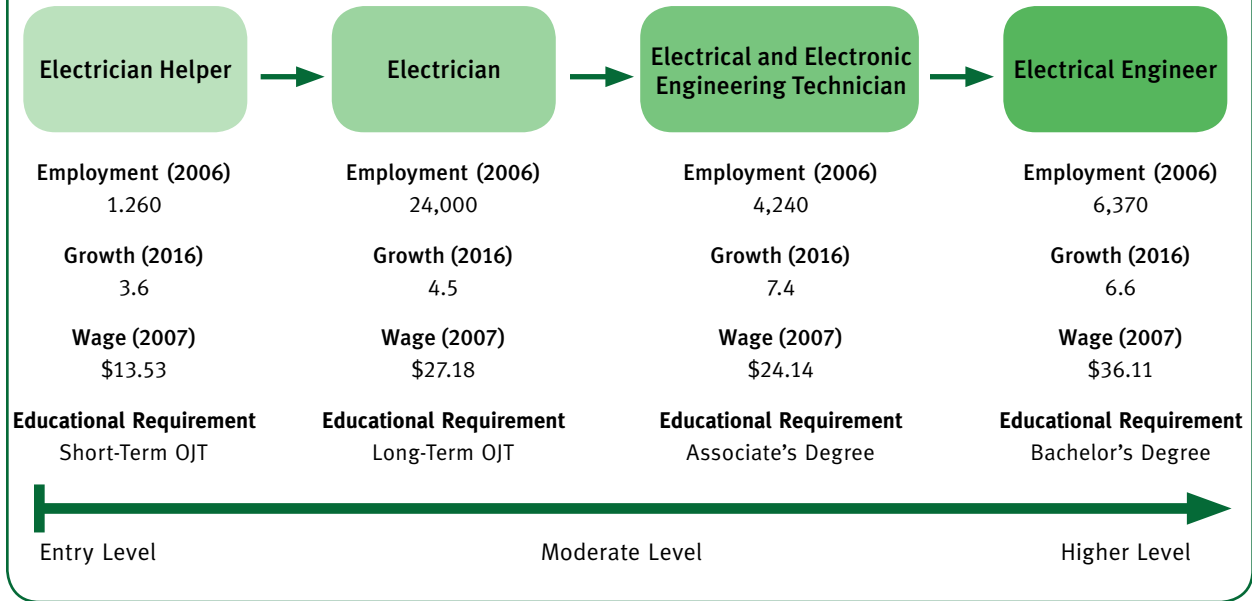 Electrician Helper
Electrician
Electrical and Electronic
Engineering Technician
Electrical Engineer
Employment (2006)
1.260
Employment (2006)
24,000
Employment (2006)
4,240
Employment (2006)
6,370
Growth (2016)
3.6
Growth (2016)
4.5
Growth (2016)
7.4
Growth (2016)
6.6
Wage (2007)
$13.53
Wage (2007)
$27.18
Wage (2007)
$24.14
Wage (2007)
$36.11
Educational Requirement
Short-Term OJT
Educational Requirement
Long-Term OJT
Educational Requirement
Associate's Degree
Educational Requirement
Bachelor's Degree
Entry Level
Moderate Level
Higher Level